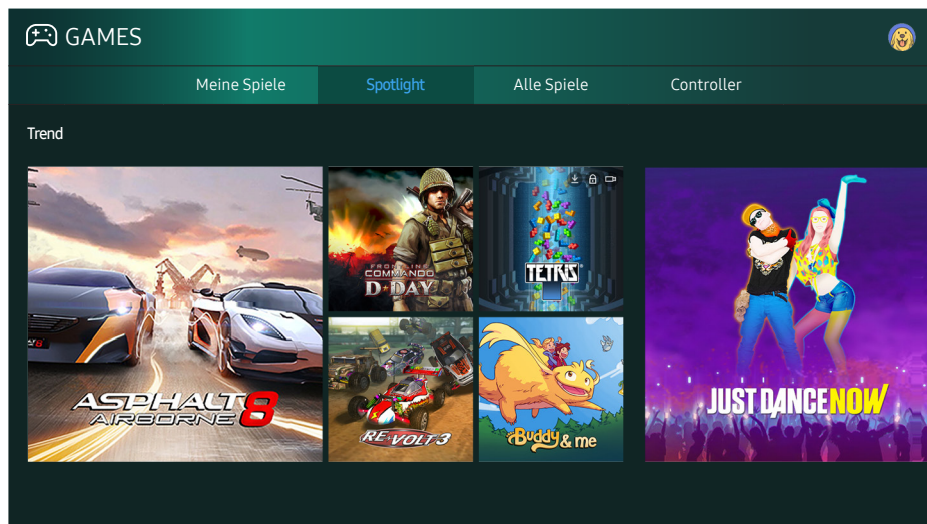 GAMES
Meine Spiele
Spotlight
Alle Spiele
Controller
Trend
ASPHALT 8
AIRBORNE
FRONTLINE
COMMANDO
D★DAY
TETRIS
RE-VOLT 3
Buddy & me
JUST DANCE NOW